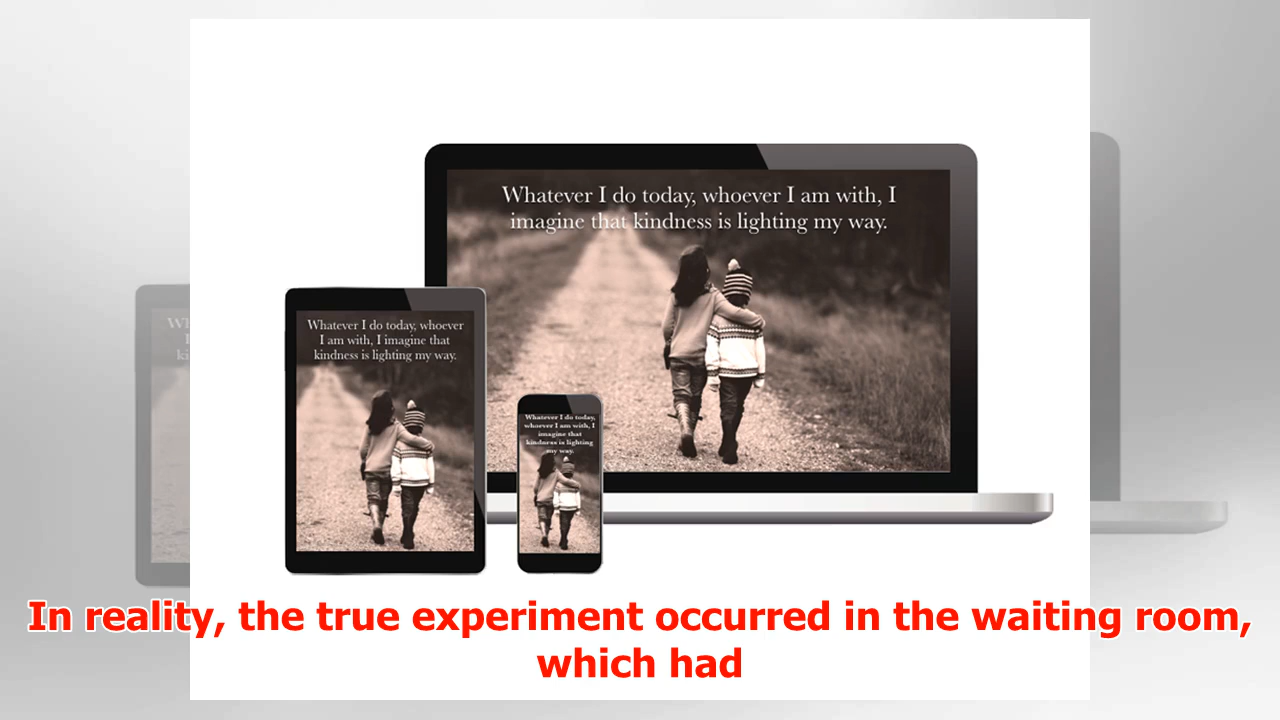 Whatever I do today, whoever I am with, I
imagine that kindness is lighting my way.
Whatever I do today, whoever
I am with, I imagine that
kindness is lighting my way.
Whatever I do today,
whoever I am with, I
imagine that
kindness is lighting
my way.
In reality, the true experiment occurred in the waiting room,
which had